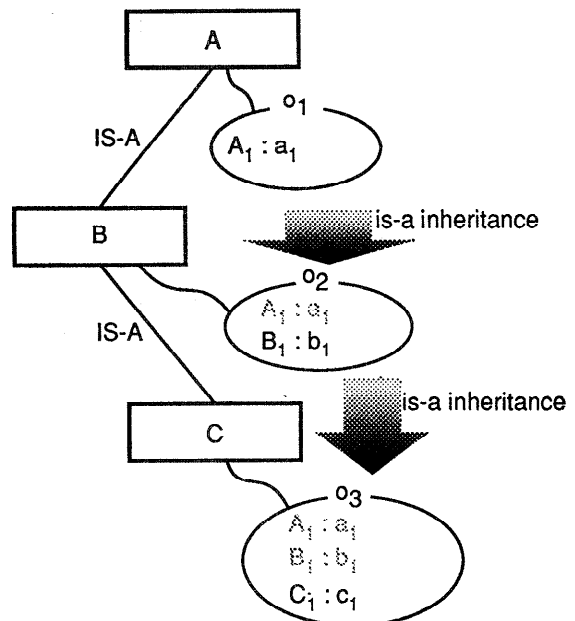 A
o₁
IS-A
A₁ : a₁
is-a inheritance
B
o₂
A₁ : a₁
B₁ : b₁
IS-A
is-a inheritance
C
o₃
A₁ : a₁
B₁ : b₁
C₁ : c₁